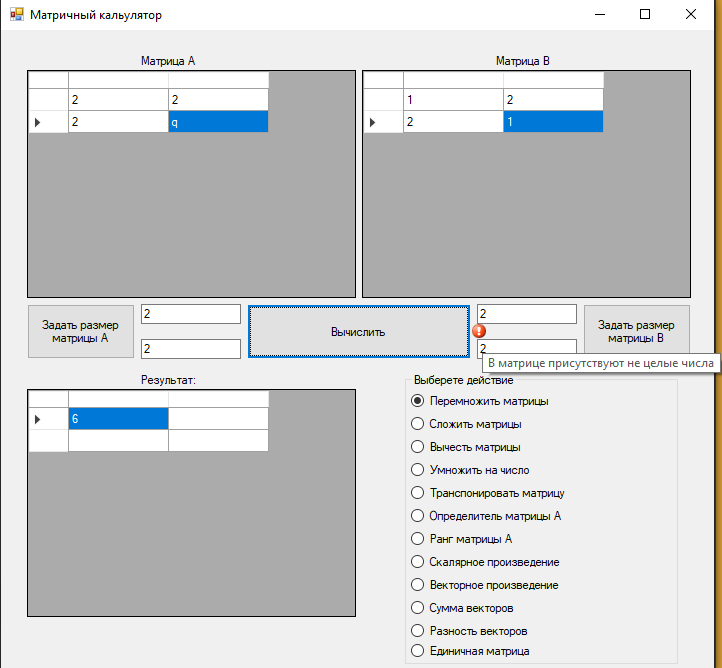 Матричный кальулятор
Матрица A
Матрица B
2 2
2 q
1 2
2 1
Задать размер матрицы A
2
2
Вычислить
2
2
Задать размер матрицы B
В матрице присутствуют не целые числа
Результат:
6
Выберете действие
Перемножить матрицы
Сложить матрицы
Вычесть матрицы
Умножить на число
Транспонировать матрицу
Определитель матрицы A
Ранг матрицы A
Скалярное произведение
Векторное произведение
Сумма векторов
Разность векторов
Единичная матрица